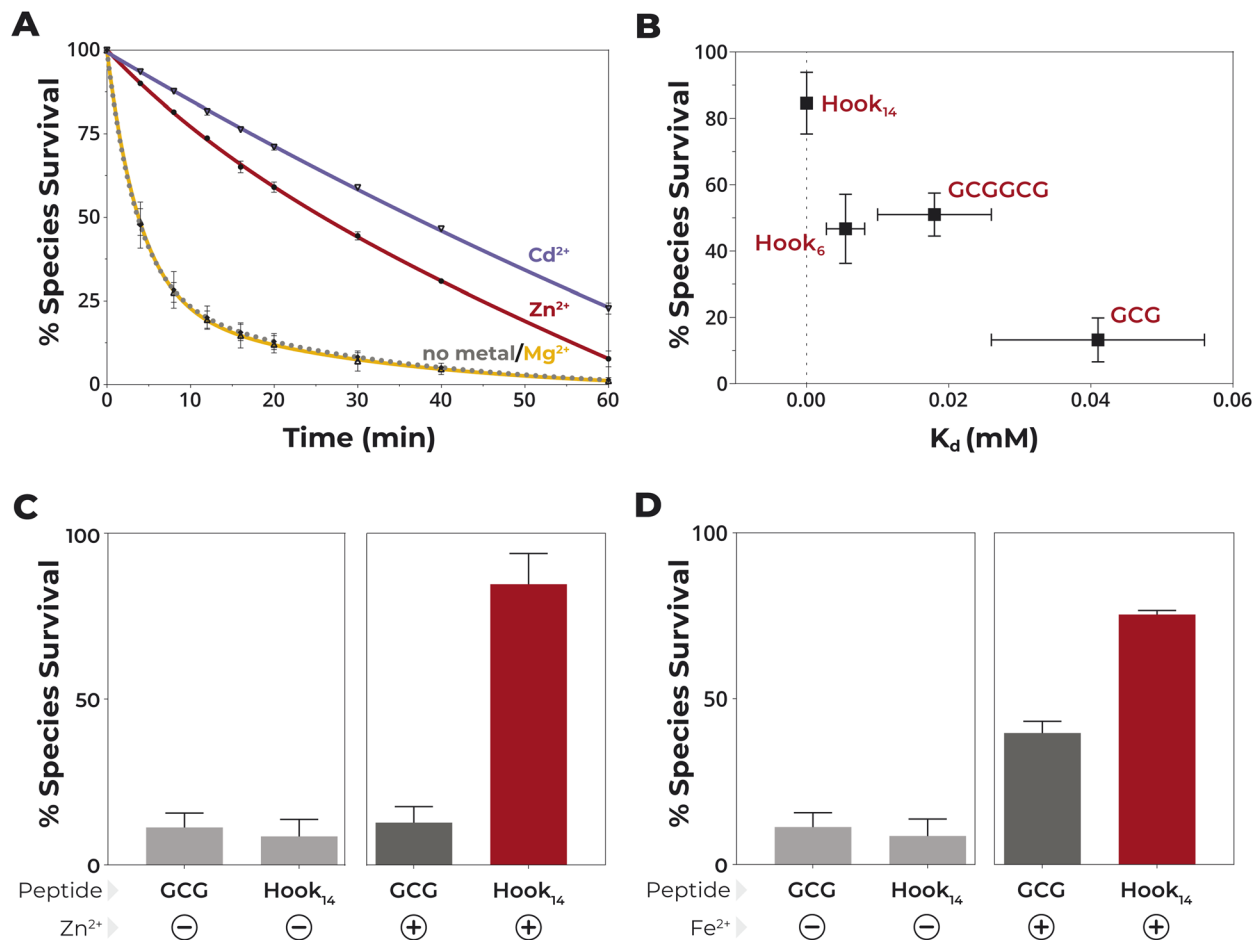 A
% Species Survival
100
75
50
25
0
Cd²⁺
Zn²⁺
no metal/Mg²⁺
0 10 20 30 40 50 60
Time (min)
B
% Species Survival
100
80
60
40
20
0
Hook₁₄
GCGGCG
Hook₆
GCG
0.00 0.02 0.04 0.06
K_d (mM)
C
% Species Survival
100
50
0
Peptide GCG Hook₁₄ GCG Hook₁₄
Zn²⁺ − − + +
D
% Species Survival
100
50
0
Peptide GCG Hook₁₄ GCG Hook₁₄
Fe²⁺ − − + +